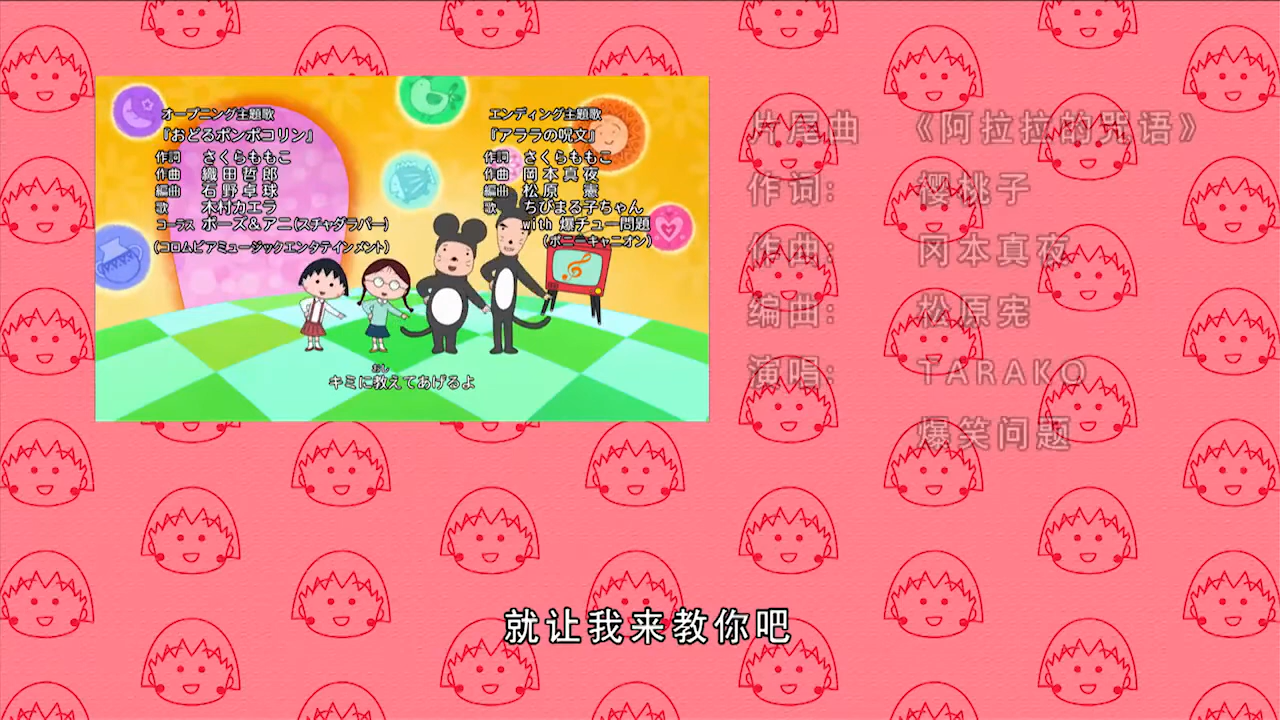 オープニング主題歌
『おどるポンポコリン』
作詞 さくらももこ
作曲 織田哲郎
編曲 石野卓球
歌 木村カエラ
コーラス ボーズ&アニ(スチャダラパー)
(コロムビアミュージックエンタテインメント)
エンディング主題歌
『アララの呪文』
作詞 さくらももこ
作曲 岡本真夜
編曲 松原 憲
歌 ちびまる子ちゃん
with 爆チュー問題
(ポニーキャニオン)
おし
キミに教えてあげるよ
片尾曲 《阿拉拉的咒语》
作词: 樱桃子
作曲: 冈本真夜
编曲: 松原宪
演唱: TARAKO
爆笑问题
就让我来教你吧